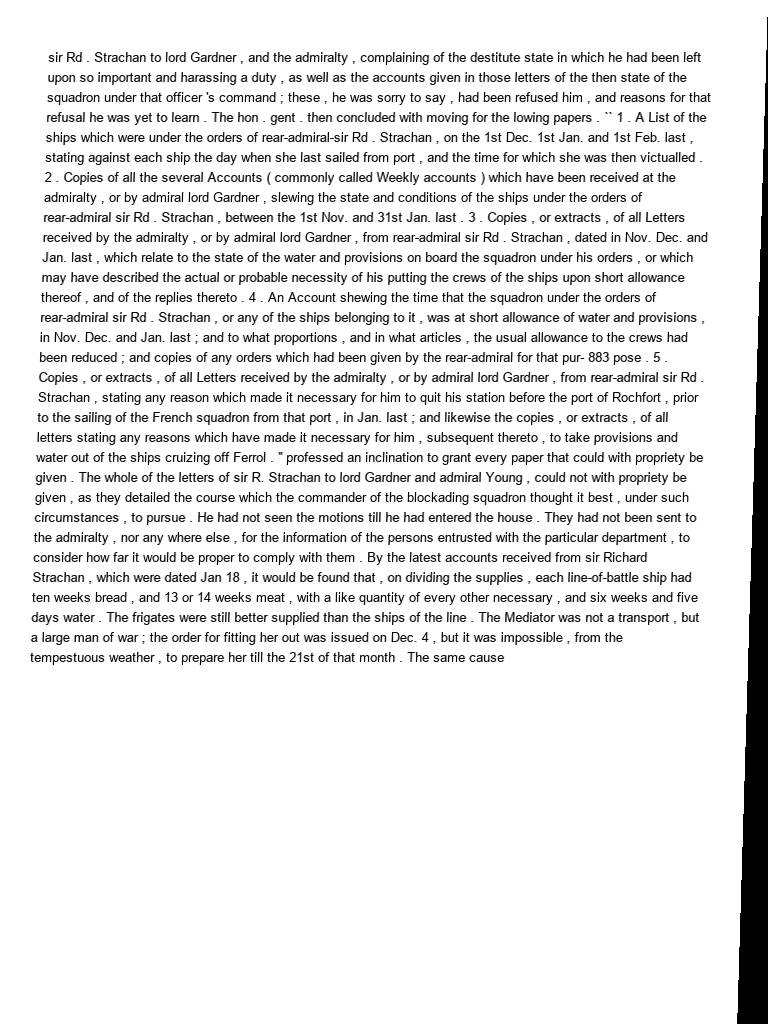 sir Rd . Strachan to lord Gardner , and the admiralty , complaining of the destitute state in which he had been left
upon so important and harassing a duty , as well as the accounts given in those letters of the then state of the
squadron under that officer 's command ; these , he was sorry to say , had been refused him , and reasons for that
refusal he was yet to learn . The hon . gent . then concluded with moving for the lowing papers . `` 1 . A List of the
ships which were under the orders of rear-admiral-sir Rd . Strachan , on the 1st Dec. 1st Jan. and 1st Feb. last ,
stating against each ship the day when she last sailed from port , and the time for which she was then victualled .
2 . Copies of all the several Accounts ( commonly called Weekly accounts ) which have been received at the
admiralty , or by admiral lord Gardner , slewing the state and conditions of the ships under the orders of
rear-admiral sir Rd . Strachan , between the 1st Nov. and 31st Jan. last . 3 . Copies , or extracts , of all Letters
received by the admiralty , or by admiral lord Gardner , from rear-admiral sir Rd . Strachan , dated in Nov. Dec. and
Jan. last , which relate to the state of the water and provisions on board the squadron under his orders , or which
may have described the actual or probable necessity of his putting the crews of the ships upon short allowance
thereof , and of the replies thereto . 4 . An Account shewing the time that the squadron under the orders of
rear-admiral sir Rd . Strachan , or any of the ships belonging to it , was at short allowance of water and provisions ,
in Nov. Dec. and Jan. last ; and to what proportions , and in what articles , the usual allowance to the crews had
been reduced ; and copies of any orders which had been given by the rear-admiral for that pur- 883 pose . 5 .
Copies , or extracts , of all Letters received by the admiralty , or by admiral lord Gardner , from rear-admiral sir Rd .
Strachan , stating any reason which made it necessary for him to quit his station before the port of Rochfort , prior
to the sailing of the French squadron from that port , in Jan. last ; and likewise the copies , or extracts , of all
letters stating any reasons which have made it necessary for him , subsequent thereto , to take provisions and
water out of the ships cruizing off Ferrol . " professed an inclination to grant every paper that could with propriety be
given . The whole of the letters of sir R. Strachan to lord Gardner and admiral Young , could not with propriety be
given , as they detailed the course which the commander of the blockading squadron thought it best , under such
circumstances , to pursue . He had not seen the motions till he had entered the house . They had not been sent to
the admiralty , nor any where else , for the information of the persons entrusted with the particular department , to
consider how far it would be proper to comply with them . By the latest accounts received from sir Richard
Strachan , which were dated Jan 18 , it would be found that , on dividing the supplies , each line-of-battle ship had
ten weeks bread , and 13 or 14 weeks meat , with a like quantity of every other necessary , and six weeks and five
days water . The frigates were still better supplied than the ships of the line . The Mediator was not a transport , but
a large man of war ; the order for fitting her out was issued on Dec. 4 , but it was impossible , from the
tempestuous weather , to prepare her till the 21st of that month . The same cause